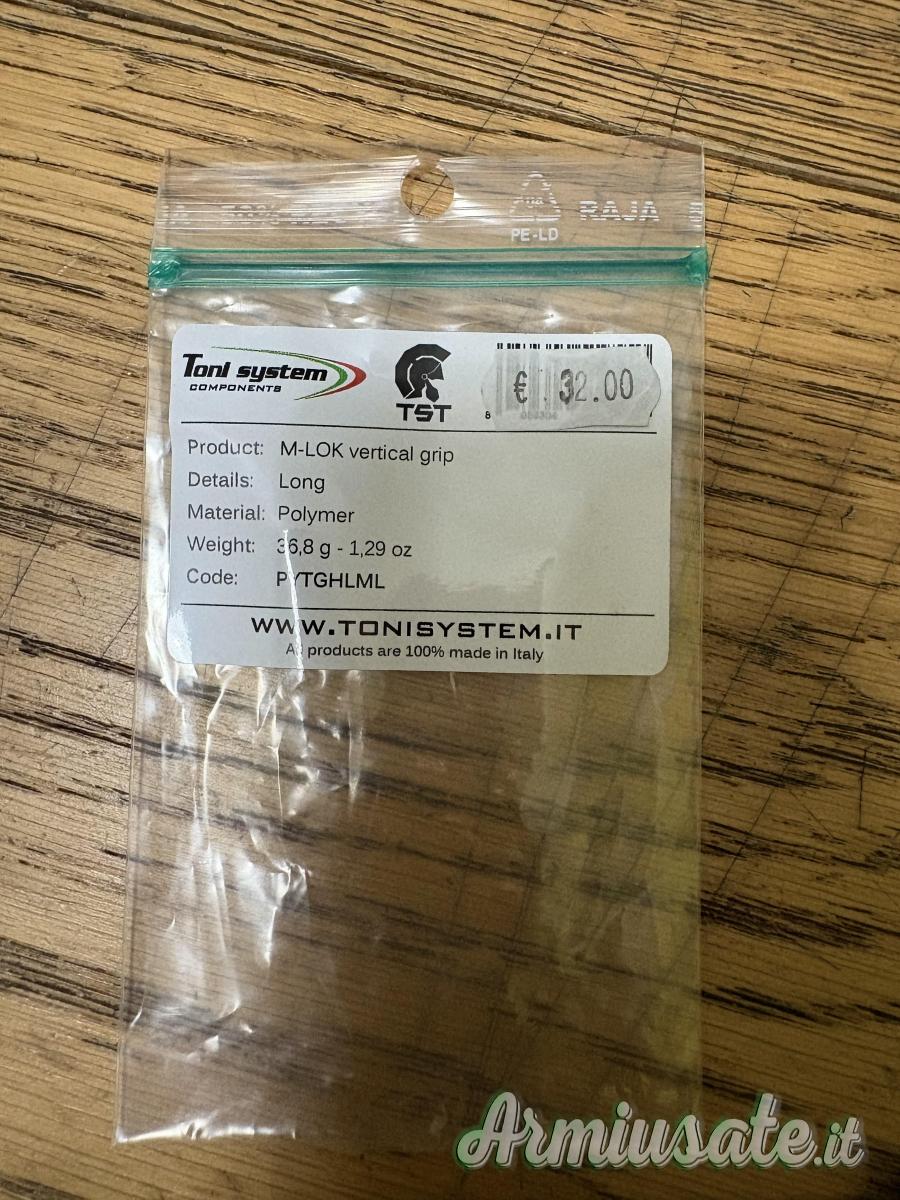 RAJA
PE-LD
Toni system
COMPONENTS
TST
€ 32.00
8
Product: M-LOK vertical grip
Details: Long
Material: Polymer
Weight: 36,8 g - 1,29 oz
Code: PYTGHLML
WWW.TONISYSTEM.IT
All products are 100% made in Italy
Armiusate.it